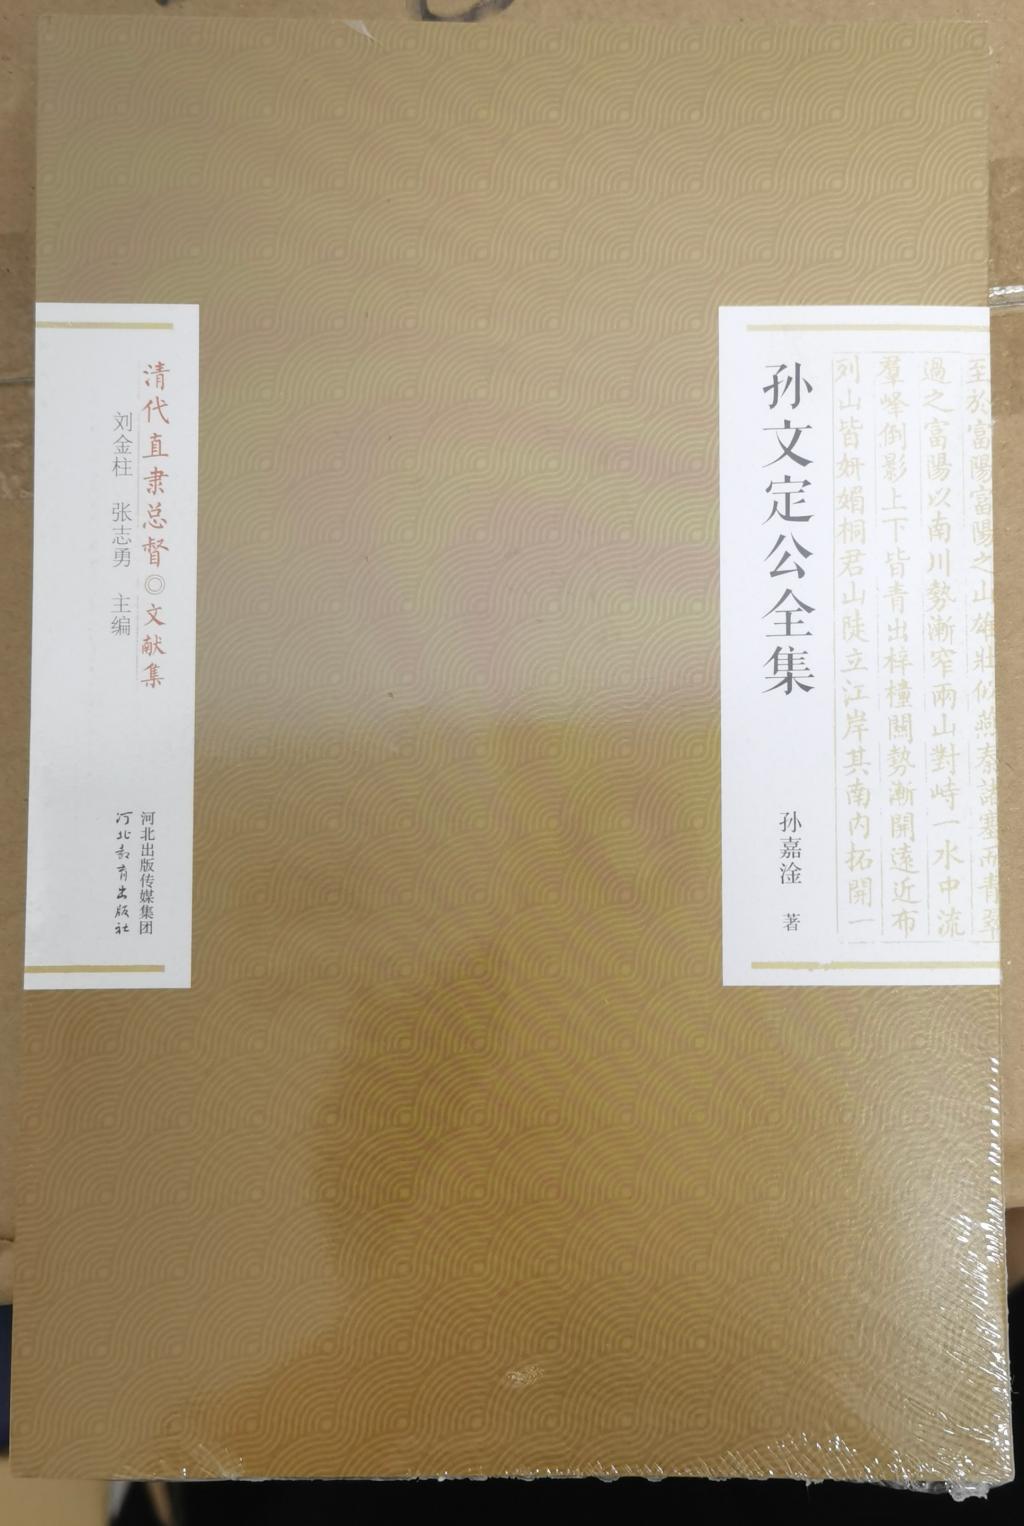 至於富陽富陽之山雄壯似燕秦諸塞而青翠
過之富陽以南川勢漸窄兩山對峙一水中流
羣峰倒影上下皆青出梓橦關勢漸開遠近布
列山皆妍媚桐君山陡立江岸其南内拓開一
孙文定公全集
孙嘉淦 著
清代直隶总督◎文献集
刘金柱 张志勇 主编
河北出版传媒集团
河北教育出版社